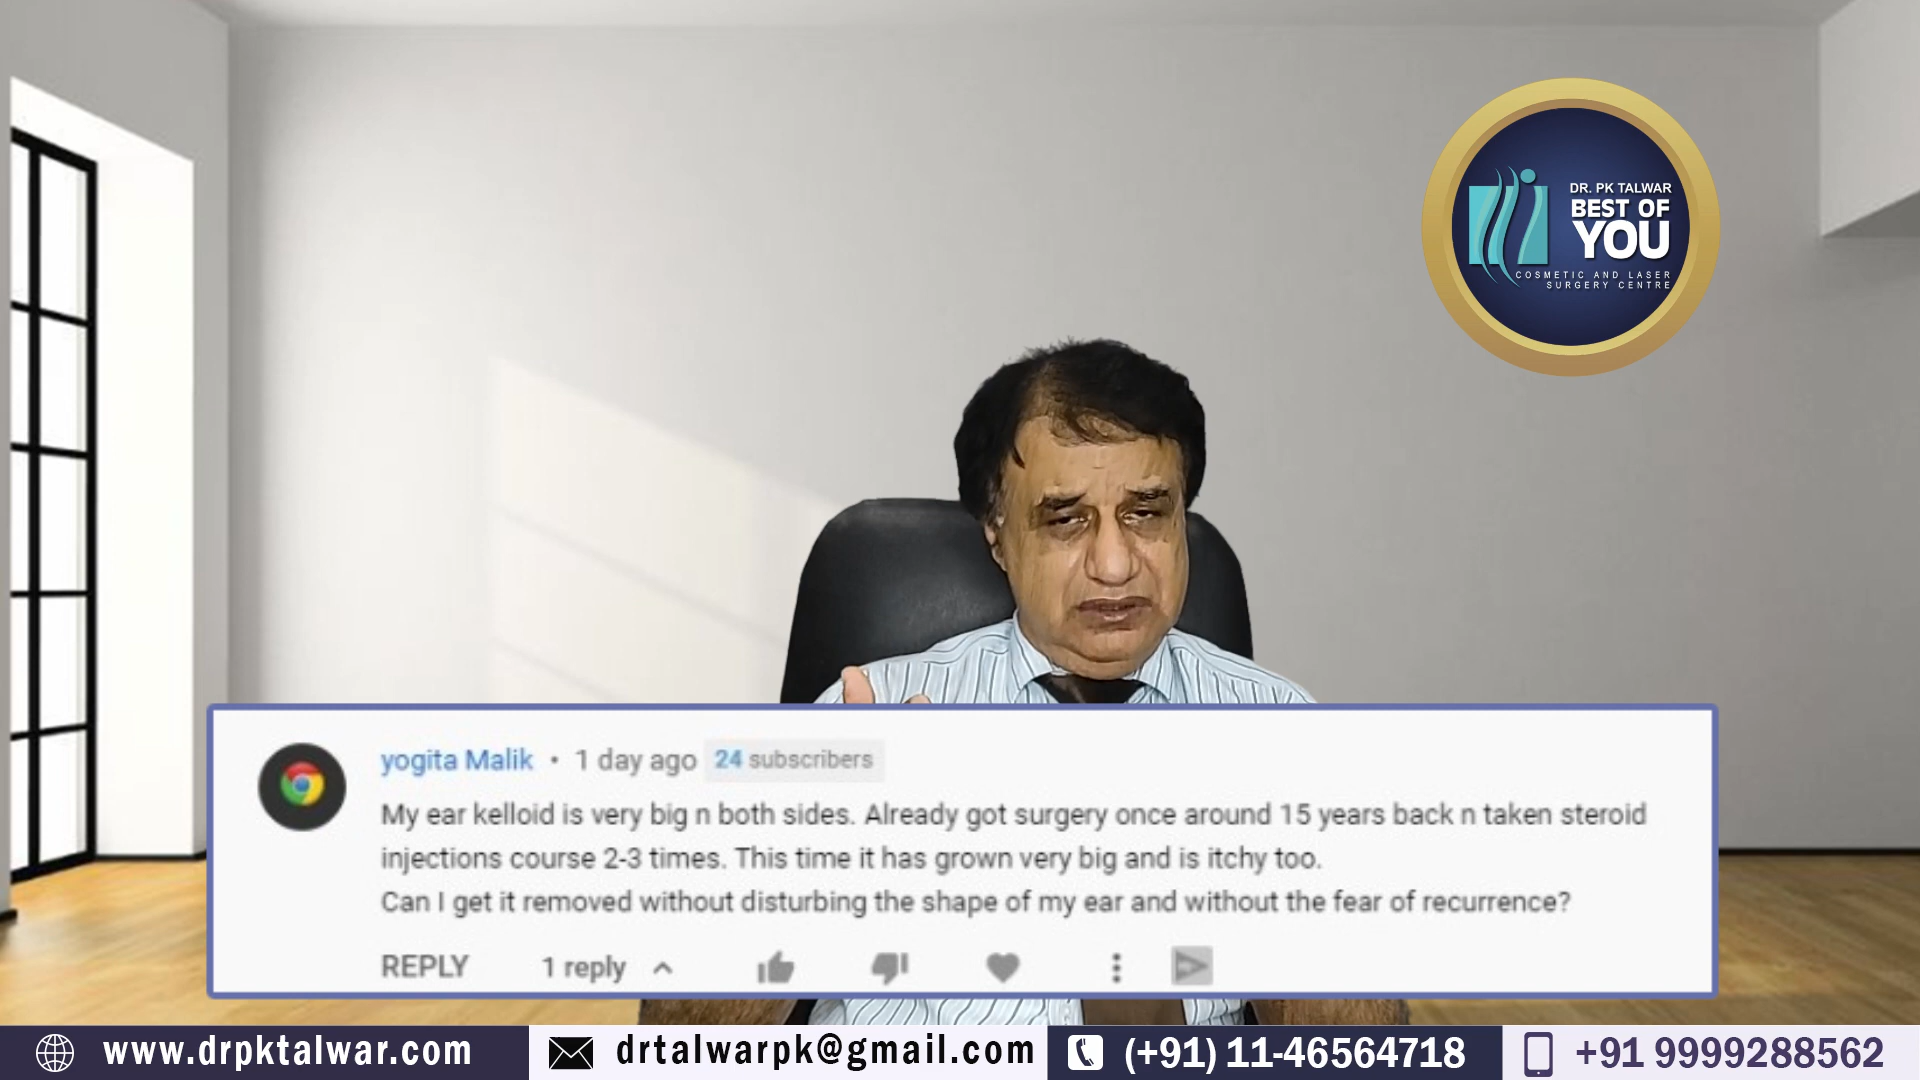 DR. PK TALWAR
BEST OF
YOU
COSMETIC AND LASER
SURGERY CENTRE
yogita Malik • 1 day ago 24 subscribers
My ear kelloid is very big n both sides. Already got surgery once around 15 years back n taken steroid
injections course 2-3 times. This time it has grown very big and is itchy too.
Can I get it removed without disturbing the shape of my ear and without the fear of recurrence?
REPLY 1 reply
www.drpktalwar.com drtalwarpk@gmail.com (+91) 11-46564718 +91 9999288562